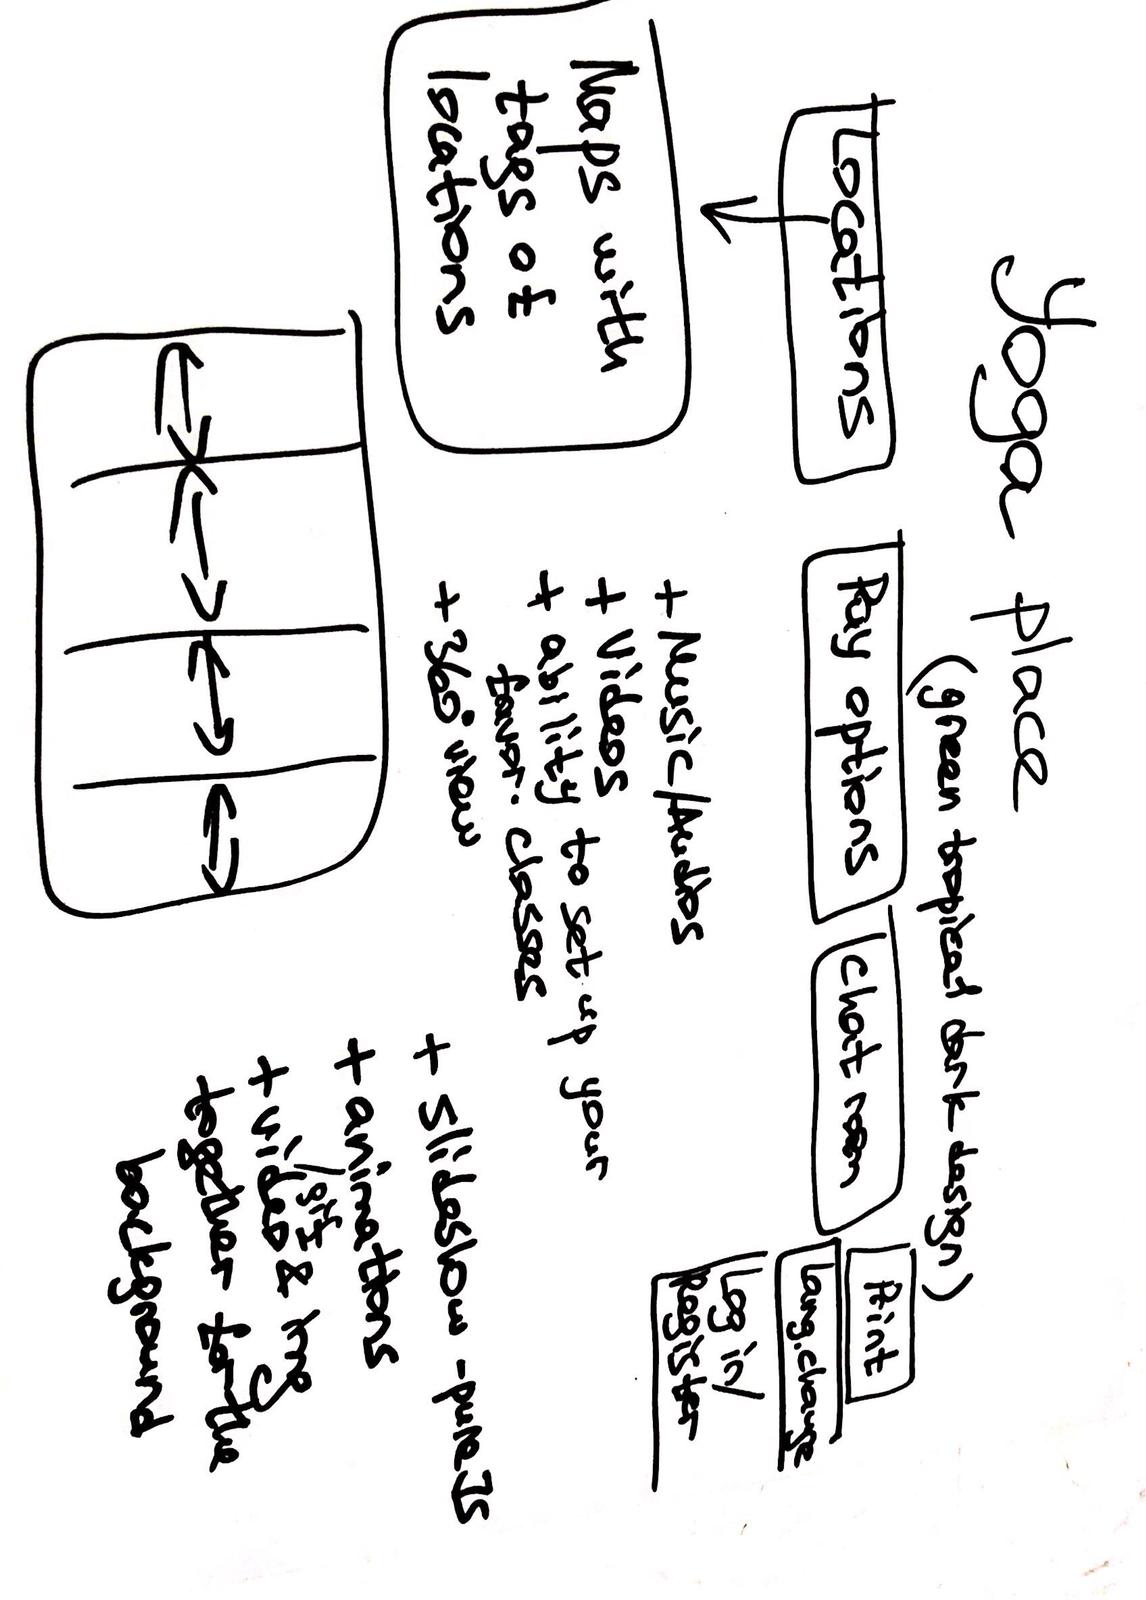 Yoga place
(green tropical dark design)
Locations
Pay options
Chat room
Print
Lang. change
Log in/
Register
Maps with
tags of
locations
+ Music/Audios
+ Videos
+ ability to set up your
favor. classes
+ 360° view
+ Slideslow - pure Js
+ animations
+ video/gif & img
together for the
background